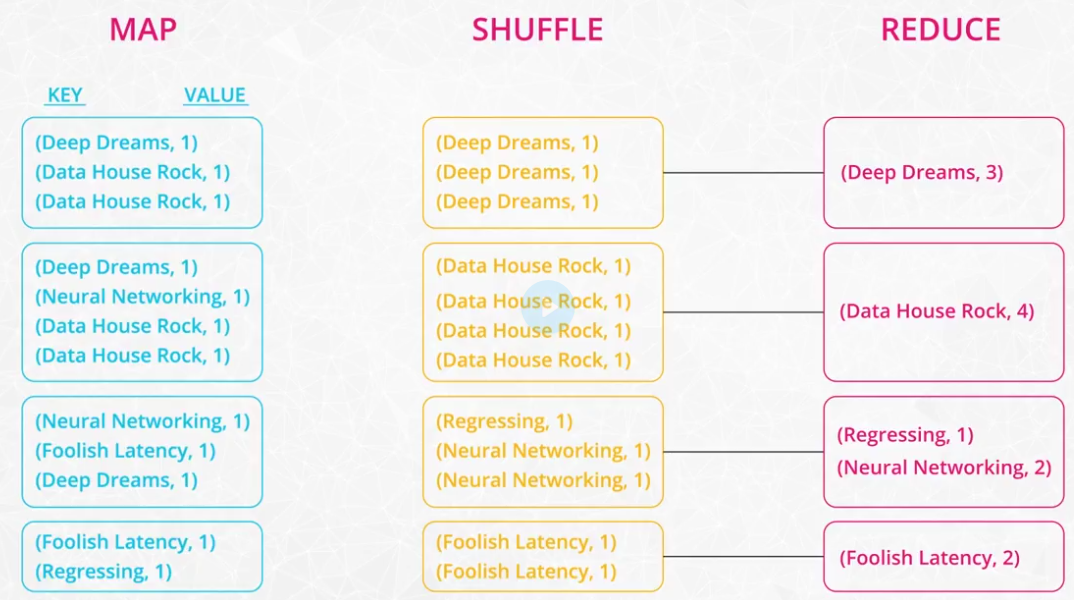 MAP
SHUFFLE
REDUCE
KEY
VALUE
(Deep Dreams, 1)
(Data House Rock, 1)
(Data House Rock, 1)
(Deep Dreams, 1)
(Neural Networking, 1)
(Data House Rock, 1)
(Data House Rock, 1)
(Neural Networking, 1)
(Foolish Latency, 1)
(Deep Dreams, 1)
(Foolish Latency, 1)
(Regressing, 1)
(Deep Dreams, 1)
(Deep Dreams, 1)
(Deep Dreams, 1)
(Data House Rock, 1)
(Data House Rock, 1)
(Data House Rock, 1)
(Data House Rock, 1)
(Regressing, 1)
(Neural Networking, 1)
(Neural Networking, 1)
(Foolish Latency, 1)
(Foolish Latency, 1)
(Deep Dreams, 3)
(Data House Rock, 4)
(Regressing, 1)
(Neural Networking, 2)
(Foolish Latency, 2)